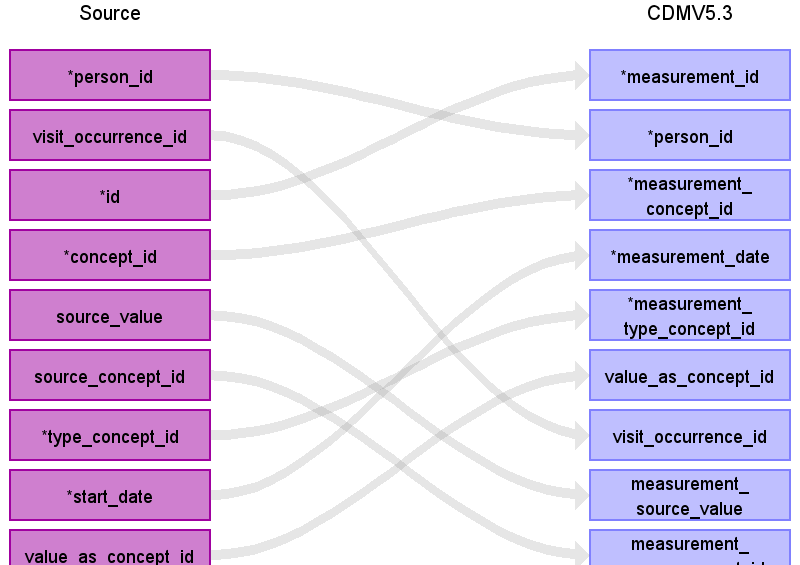 Source
CDMV5.3
*person_id
*measurement_id
visit_occurrence_id
*person_id
*id
*measurement_
concept_id
*concept_id
*measurement_date
source_value
*measurement_
type_concept_id
source_concept_id
value_as_concept_id
*type_concept_id
visit_occurrence_id
*start_date
measurement_
source_value
value_as_concept_id
measurement_